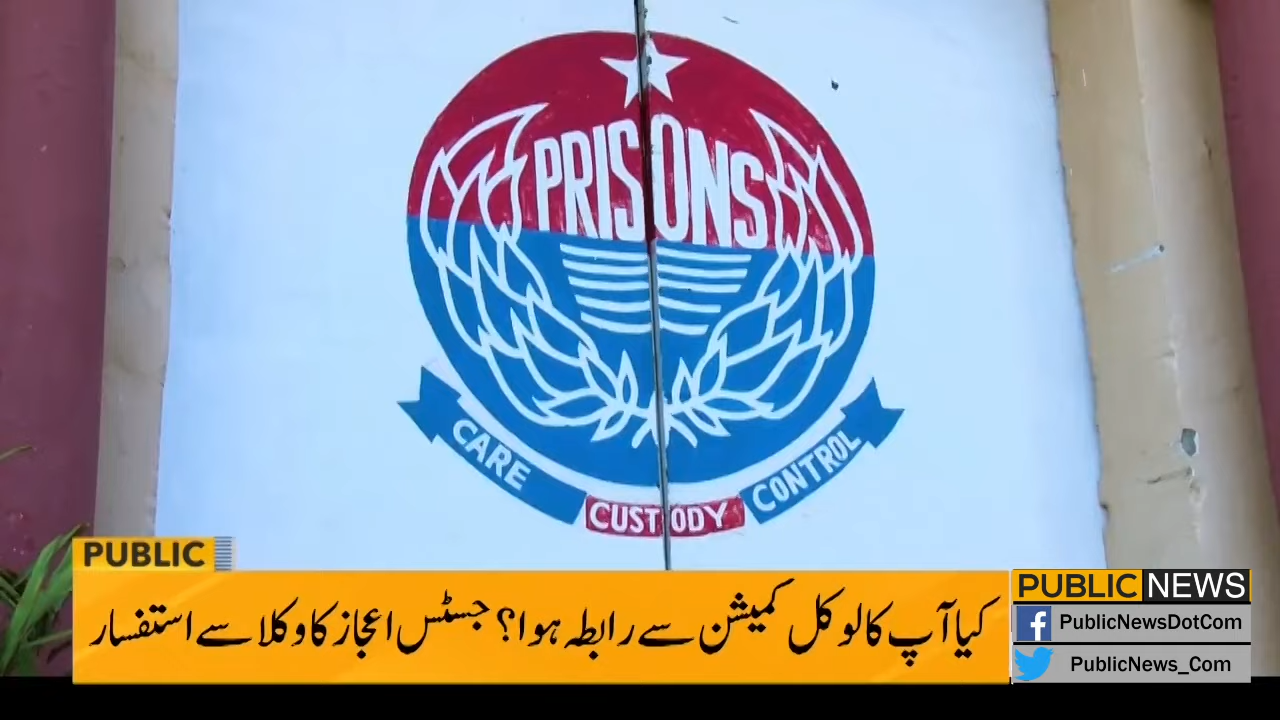 PRISONS
CARE
CUSTODY
CONTROL
PUBLIC
کیا آپ کا لوکل کمیشن سے رابطہ ہوا؟ جسٹس اعجاز کا وکلا سے استفسار
PUBLIC NEWS
PublicNewsDotCom
PublicNews_Com